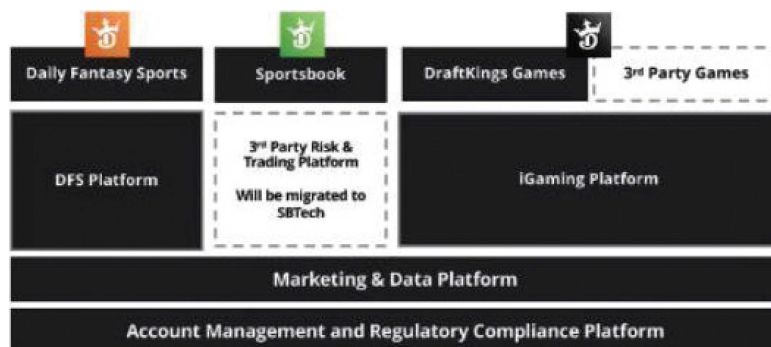 Daily Fantasy Sports
Sportsbook
DraftKings Games
3rd Party Games
DFS Platform
3rd Party Risk &
Trading Platform
Will be migrated to
SBTech
iGaming Platform
Marketing & Data Platform
Account Management and Regulatory Compliance Platform